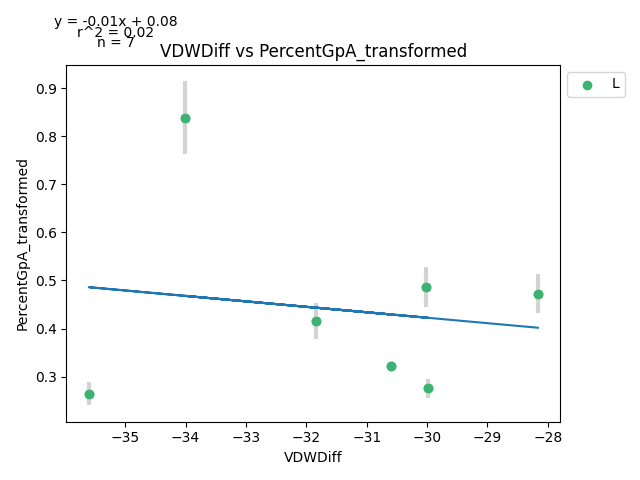 y = -0.01x + 0.08
r^2 = 0.02
n = 7
VDWDiff vs PercentGpA_transformed
L
PercentGpA_transformed
0.9
0.8
0.7
0.6
0.5
0.4
0.3
−35 −34 −33 −32 −31 −30 −29 −28
VDWDiff